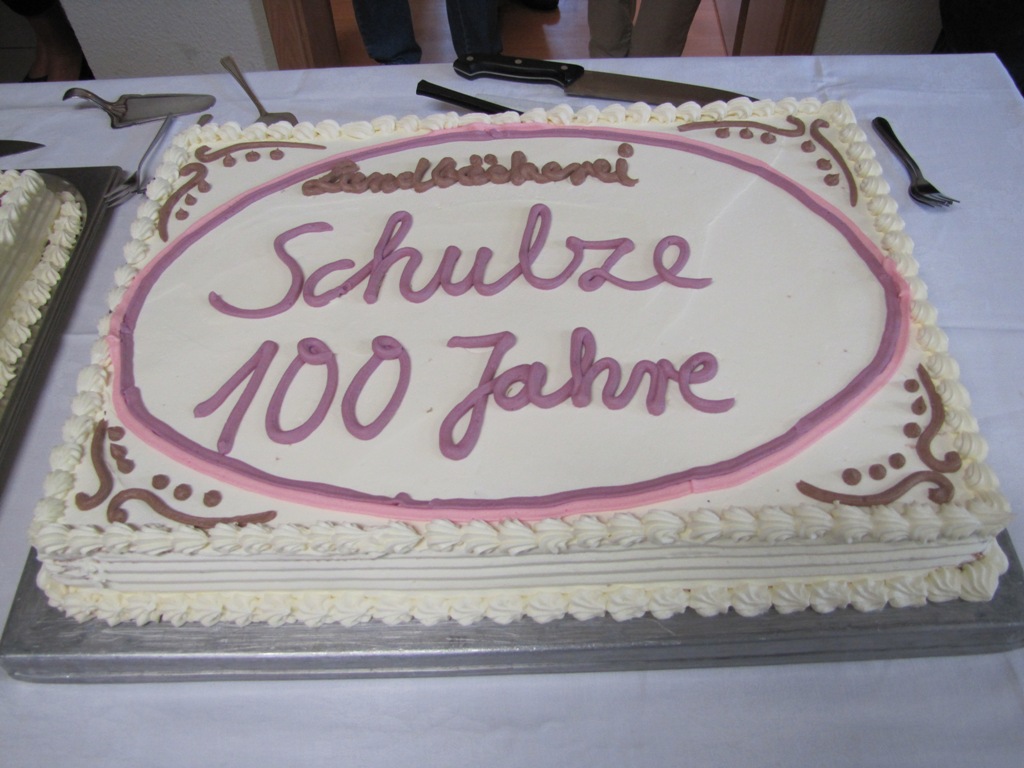 Landbäckerei
Schulze
100 Jahre